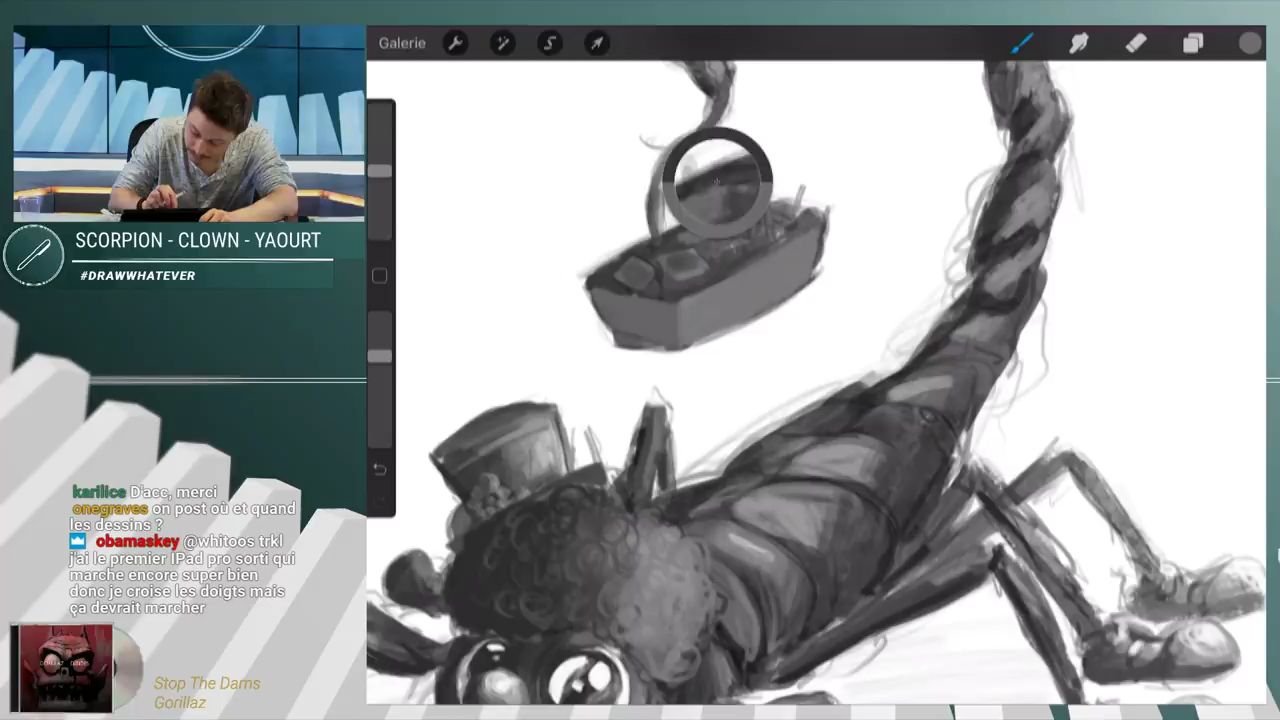 Galerie
SCORPION - CLOWN - YAOURT
#DRAWWHATEVER
karilice D'acc, merci
onegraves on post où et quand
les dessins ?
obamaskey @whitoos trkl
j'ai le premier IPad pro sorti qui
marche encore super bien
donc je croise les doigts mais
ça devrait marcher
Stop The Dams
Gorillaz